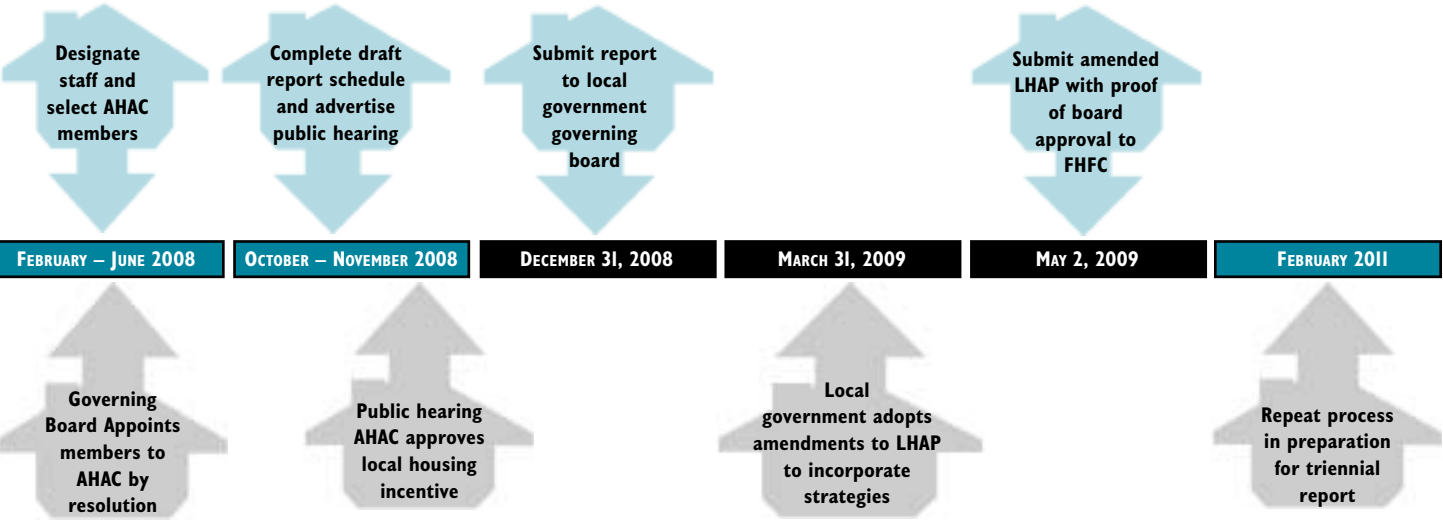 Designate
staff and
select AHAC
members
Complete draft
report schedule
and advertise
public hearing
Submit report
to local
government
governing
board
Submit amended
LHAP with proof
of board
approval to
FHFC
February – June 2008
October – November 2008
December 31, 2008
March 31, 2009
May 2, 2009
February 2011
Governing
Board Appoints
members to
AHAC by
resolution
Public hearing
AHAC approves
local housing
incentive
Local
government adopts
amendments to LHAP
to incorporate
strategies
Repeat process
in preparation
for triennial
report